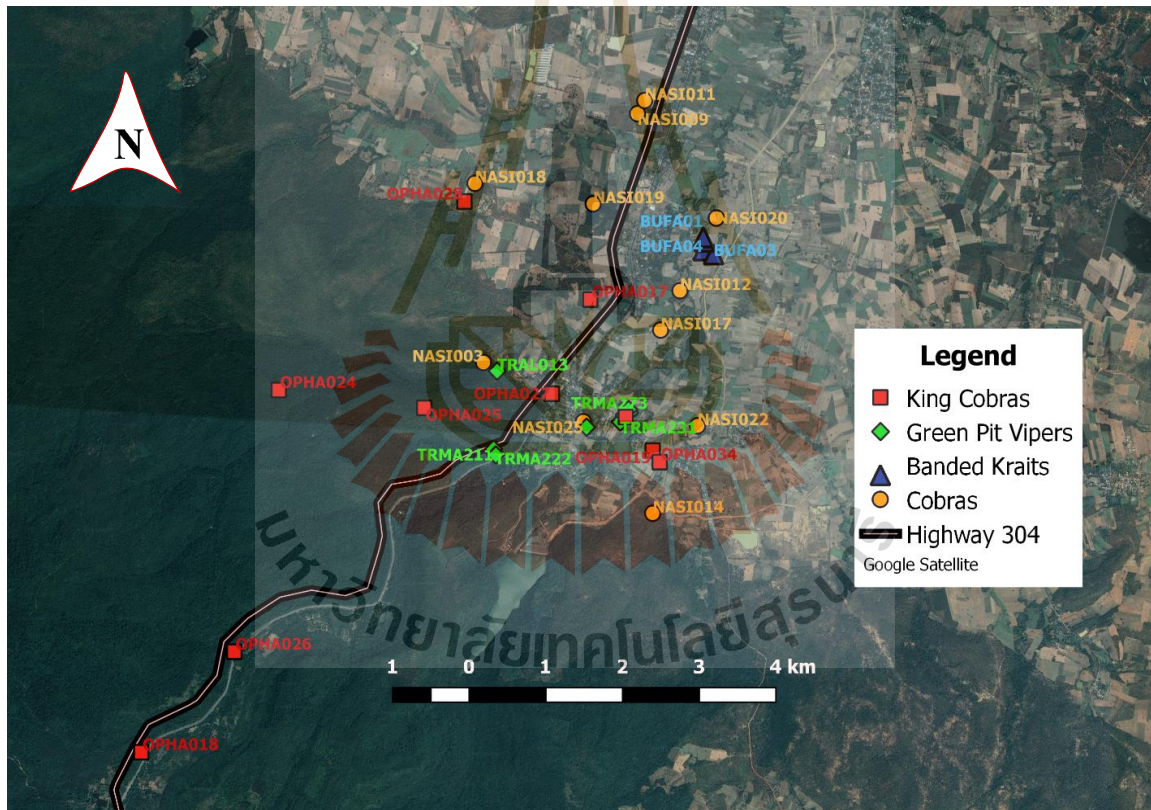 NASI011
NASI009
N
NASI018
OPHA029
NASI019
NASI020
BUFA01
BUFA04
BUFA03
OPHA017
NASI012
NASI017
NASI003
TRAL013
OPHA024
OPHA025
TRMA223
NASI025
TRMA231
NASI022
TRMA211
TRMA222
OPHA019
OPHA034
NASI014
OPHA026
OPHA018
Legend
King Cobras
Green Pit Vipers
Banded Kraits
Cobras
Highway 304
Google Satellite
มหาวิทยาลัยเทคโนโลยีสุรนารี
1 0 1 2 3 4 km